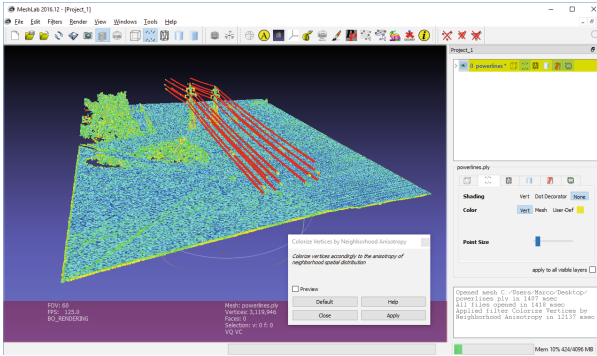 MeshLab 2016.12 - [Project_1]
File Edit Filters Render View Windows Tools Help
Project_1
0 powerlines *
powerlines.ply
Shading Vert Dot Decorator None
Color Vert Mesh User-Def
Point Size
apply to all visible layers
Colorize Vertices by Neighborhood Anisotropy
Colorize vertices accordingly to the anisotropy of
neighborhood spatial distribution
Preview
Default Help
Close Apply
FOV: 60
FPS: 125.0
BO_RENDERING
Mesh: powerlines.ply
Vertices: 3,119,946
Faces: 0
Selection: v: 0 f: 0
VQ VC
Opened mesh C:/Users/Marco/Desktop/
powerlines ply in 1407 msec
All files opened in 1418 msec
Applied filter Colorize Vertices by
Neighborhood Anisotropy in 12137 msec
Mem 10% 424/4096 MB